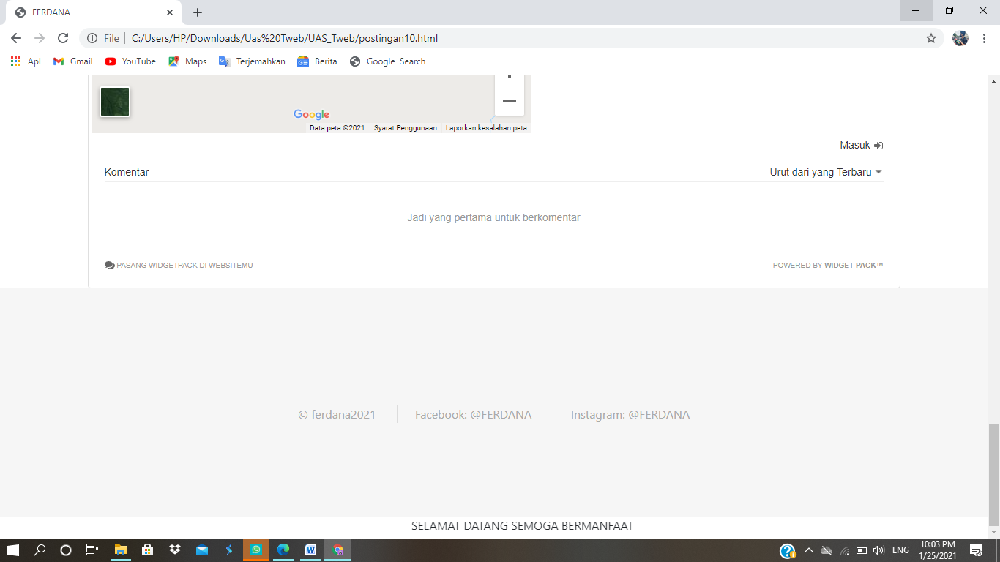 FERDANA
File C:/Users/HP/Downloads/Uas%20Tweb/UAS_Tweb/postingan10.html
Apl Gmail YouTube Maps Terjemahkan Berita Google Search
Google
Data peta ©2021 Syarat Penggunaan Laporkan kesalahan peta
Masuk
Komentar Urut dari yang Terbaru
Jadi yang pertama untuk berkomentar
PASANG WIDGETPACK DI WEBSITEMU POWERED BY WIDGET PACK™
© ferdana2021 Facebook: @FERDANA Instagram: @FERDANA
SELAMAT DATANG SEMOGA BERMANFAAT
ENG 10:03 PM
1/25/2021